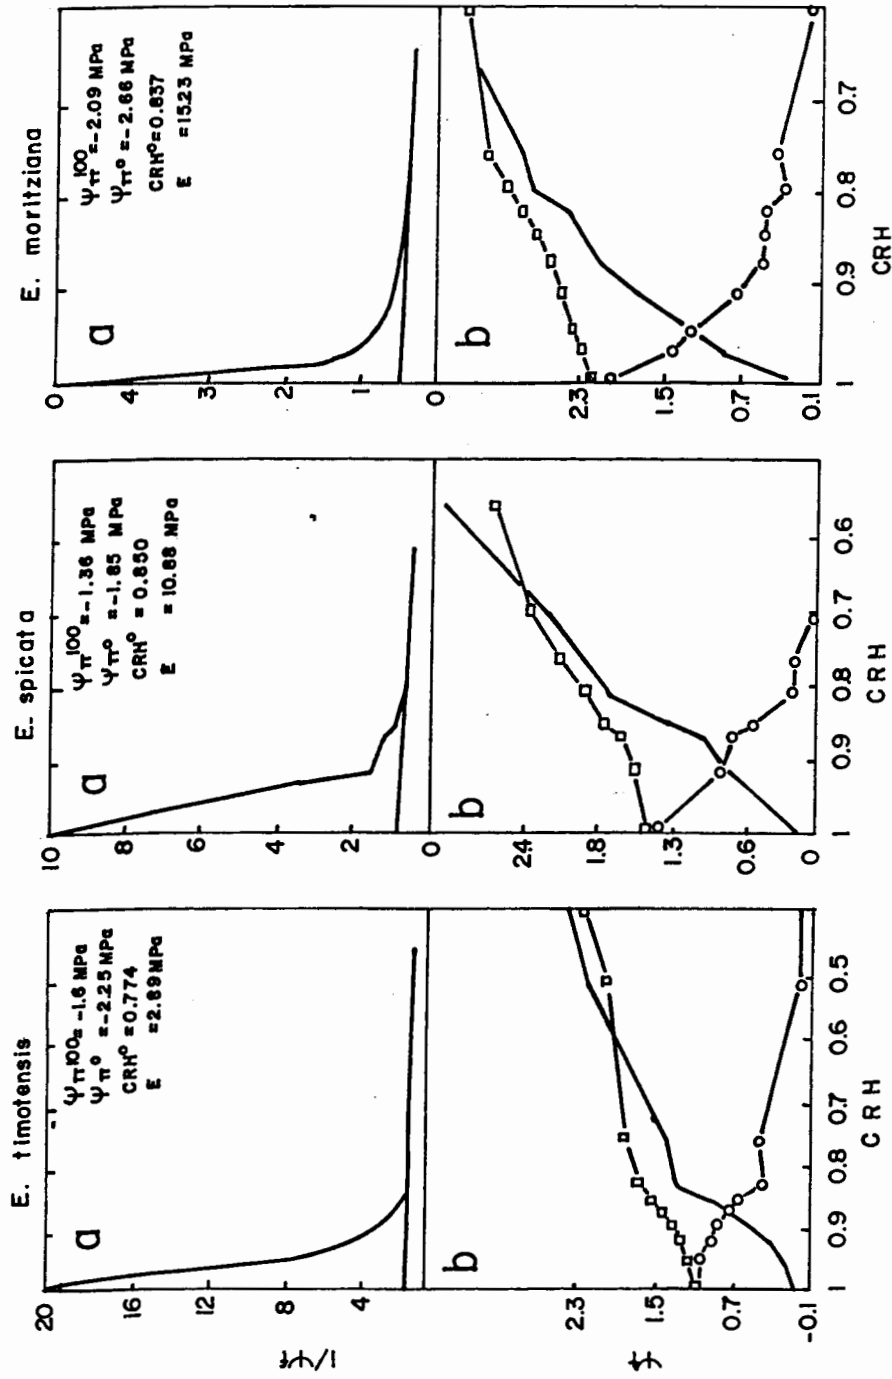 E. timotensis
Ψπ¹⁰⁰= -1.6 MPa
Ψπ⁰ = -2.25 MPa
CRH⁰ = 0.774
E = 2.89 MPa
a
20
16
12
8
4
b
2.3
1.5
0.7
-0.1
1 0.9 0.8 0.7 0.6 0.5
CRH
E. spicata
Ψπ¹⁰⁰ = -1.36 MPa
Ψπ⁰ = -1.85 MPa
CRH⁰ = 0.850
E = 10.88 MPa
a
10
8
6
4
2
0
b
2.4
1.8
1.3
0.6
0
1 0.9 0.8 0.7 0.6
CRH
E. moritziana
Ψπ¹⁰⁰ = -2.09 MPa
Ψπ⁰ = -2.66 MPa
CRH⁰ = 0.837
E = 15.23 MPa
a
0
4
3
2
1
0
b
2.3
1.5
0.7
0.1
1 0.9 0.8 0.7
CRH